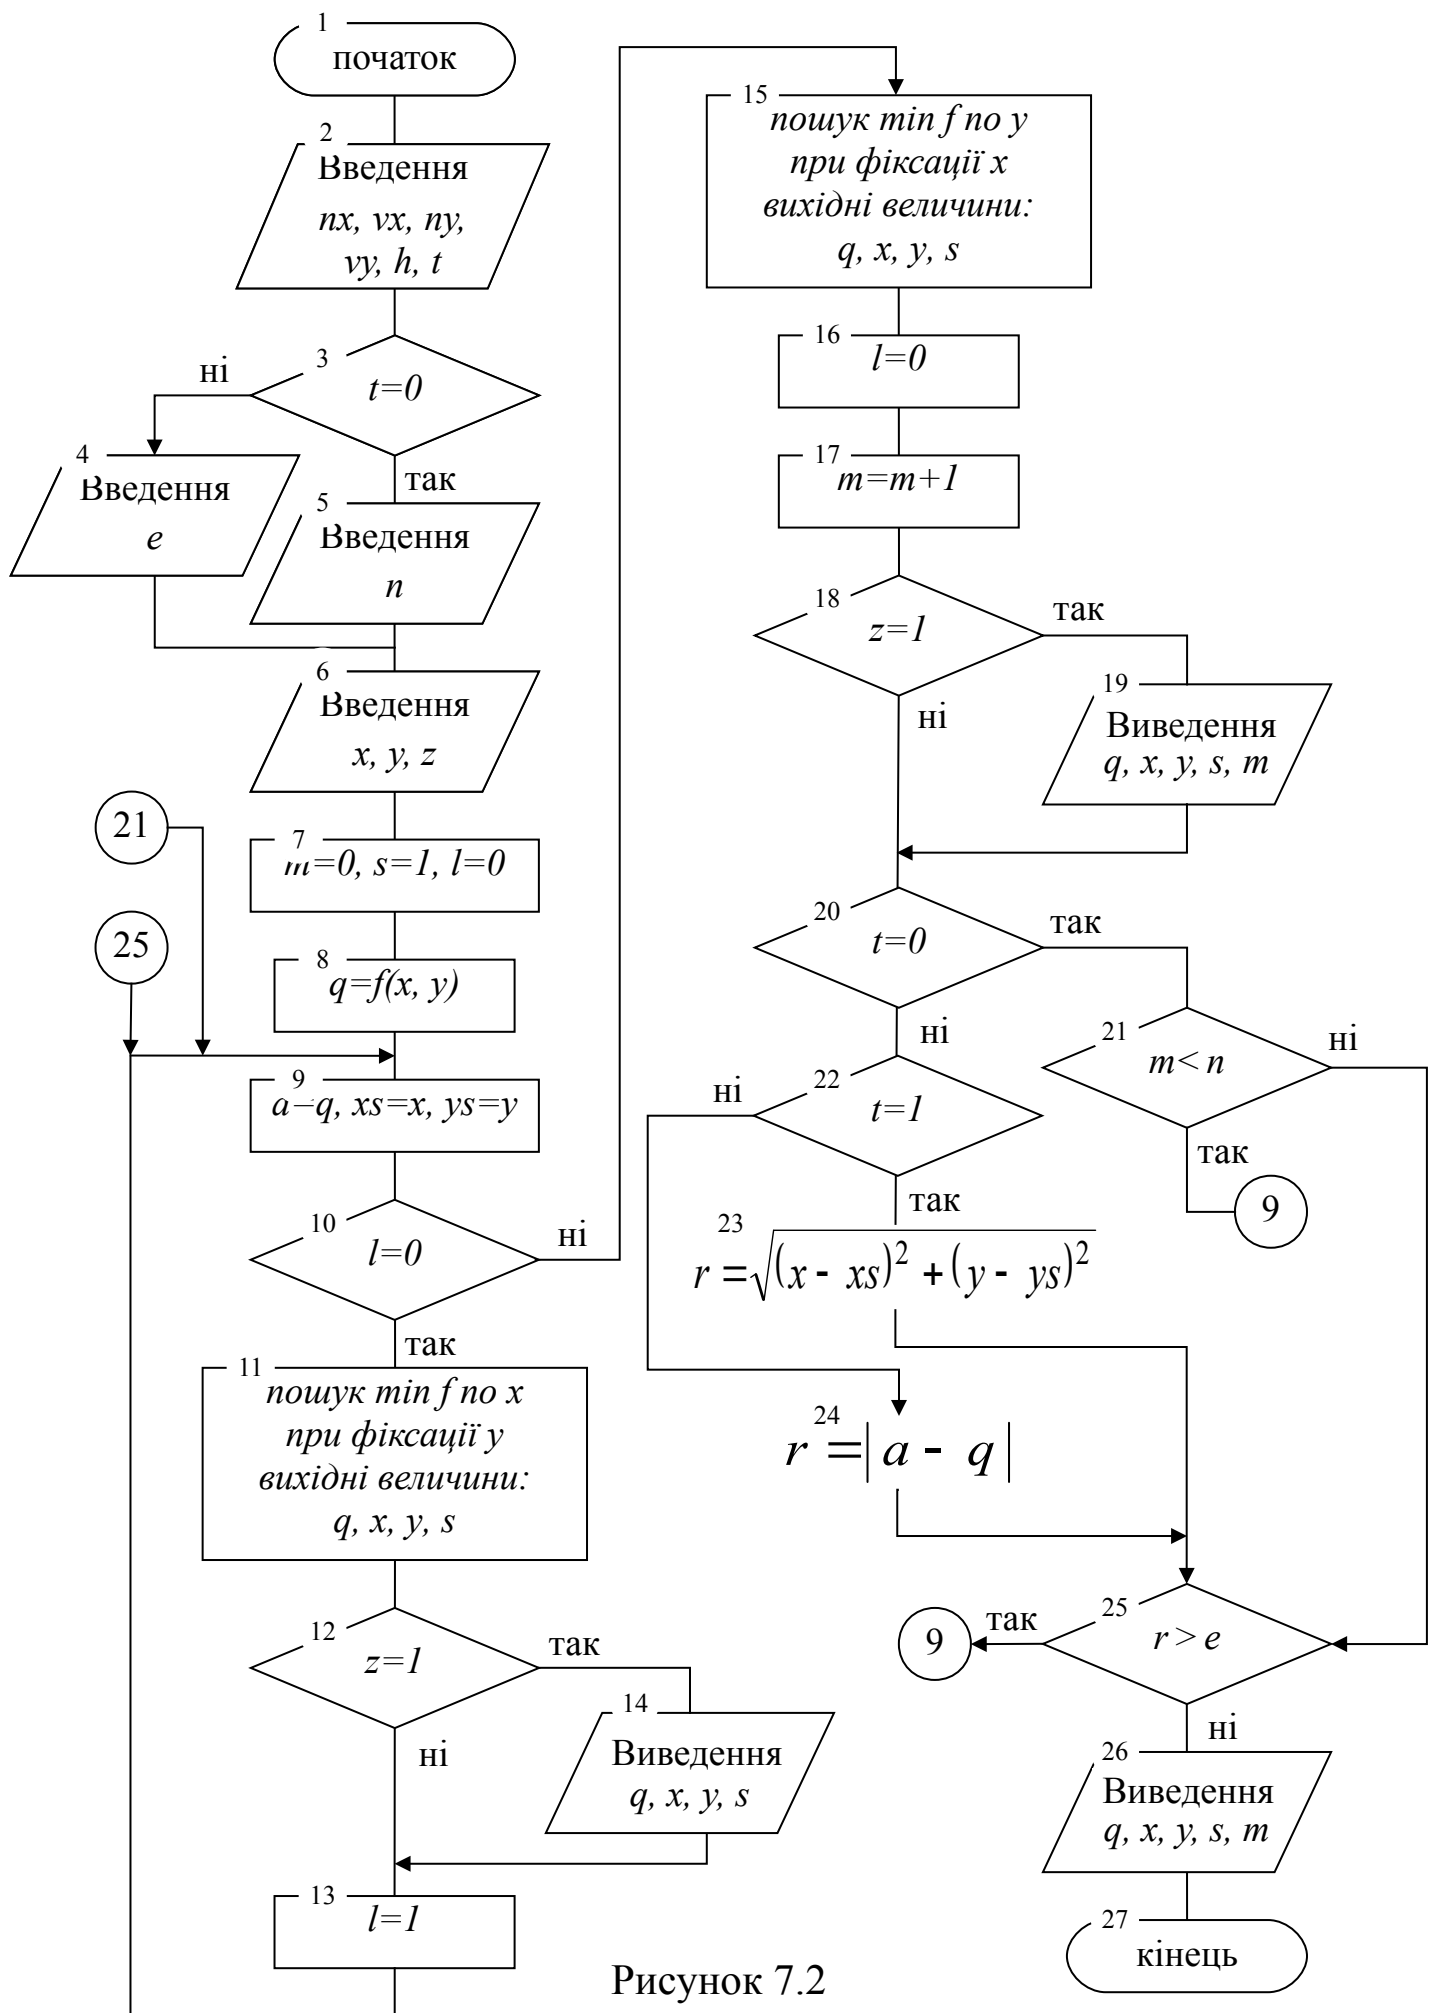 1
початок
2
Введення
nx, vx, ny,
vy, h, t
3
ні
t=0
так
4
Введення
e
5
Введення
n
6
Введення
x, y, z
21
7
m=0, s=1, l=0
25
8
q=f(x, y)
9
a=q, xs=x, ys=y
10
l=0
ні
так
11
пошук min f по x
при фіксації y
вихідні величини:
q, x, y, s
12
z=1
так
ні
14
Виведення
q, x, y, s
13
l=1
15
пошук min f по y
при фіксації x
вихідні величини:
q, x, y, s
16
l=0
17
m=m+1
18
z=1
так
ні
19
Виведення
q, x, y, s, m
20
t=0
так
ні
21
m< n
ні
так
9
22
ні
t=1
так
23
r = √(x - xs)² + (y - ys)²
24
r = | a - q |
25
r > e
так
9
ні
26
Виведення
q, x, y, s, m
27
кінець
Рисунок 7.2